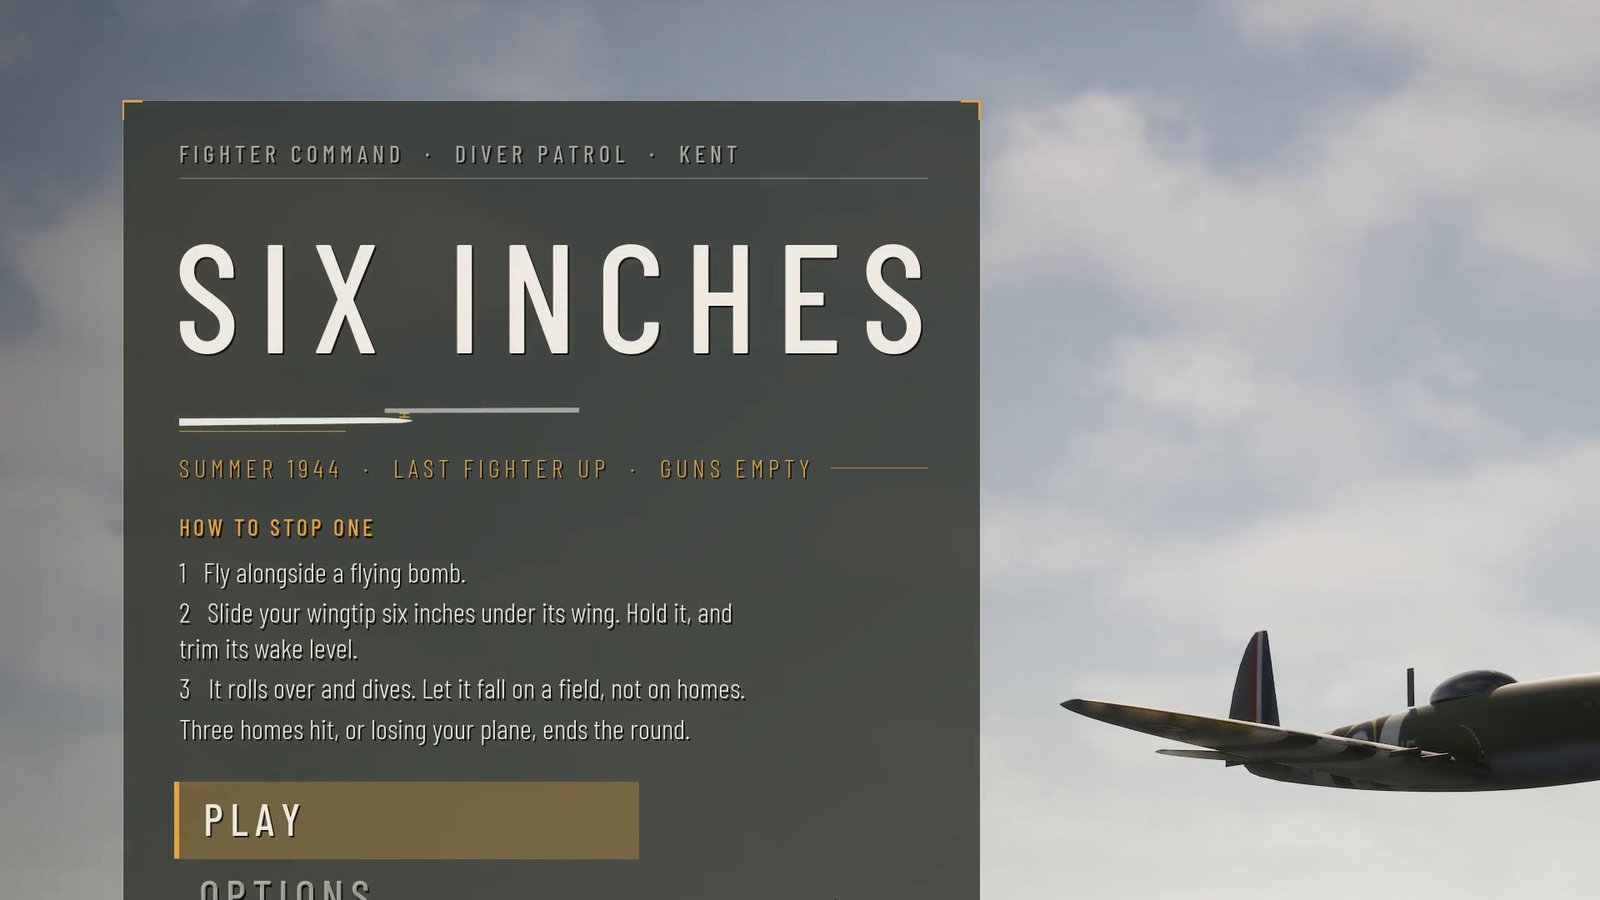 FIGHTER COMMAND · DIVER PATROL · KENT
SIX INCHES
SUMMER 1944 · LAST FIGHTER UP · GUNS EMPTY
HOW TO STOP ONE
1 Fly alongside a flying bomb.
2 Slide your wingtip six inches under its wing. Hold it, and
trim its wake level.
3 It rolls over and dives. Let it fall on a field, not on homes.
Three homes hit, or losing your plane, ends the round.
PLAY
OPTIONS